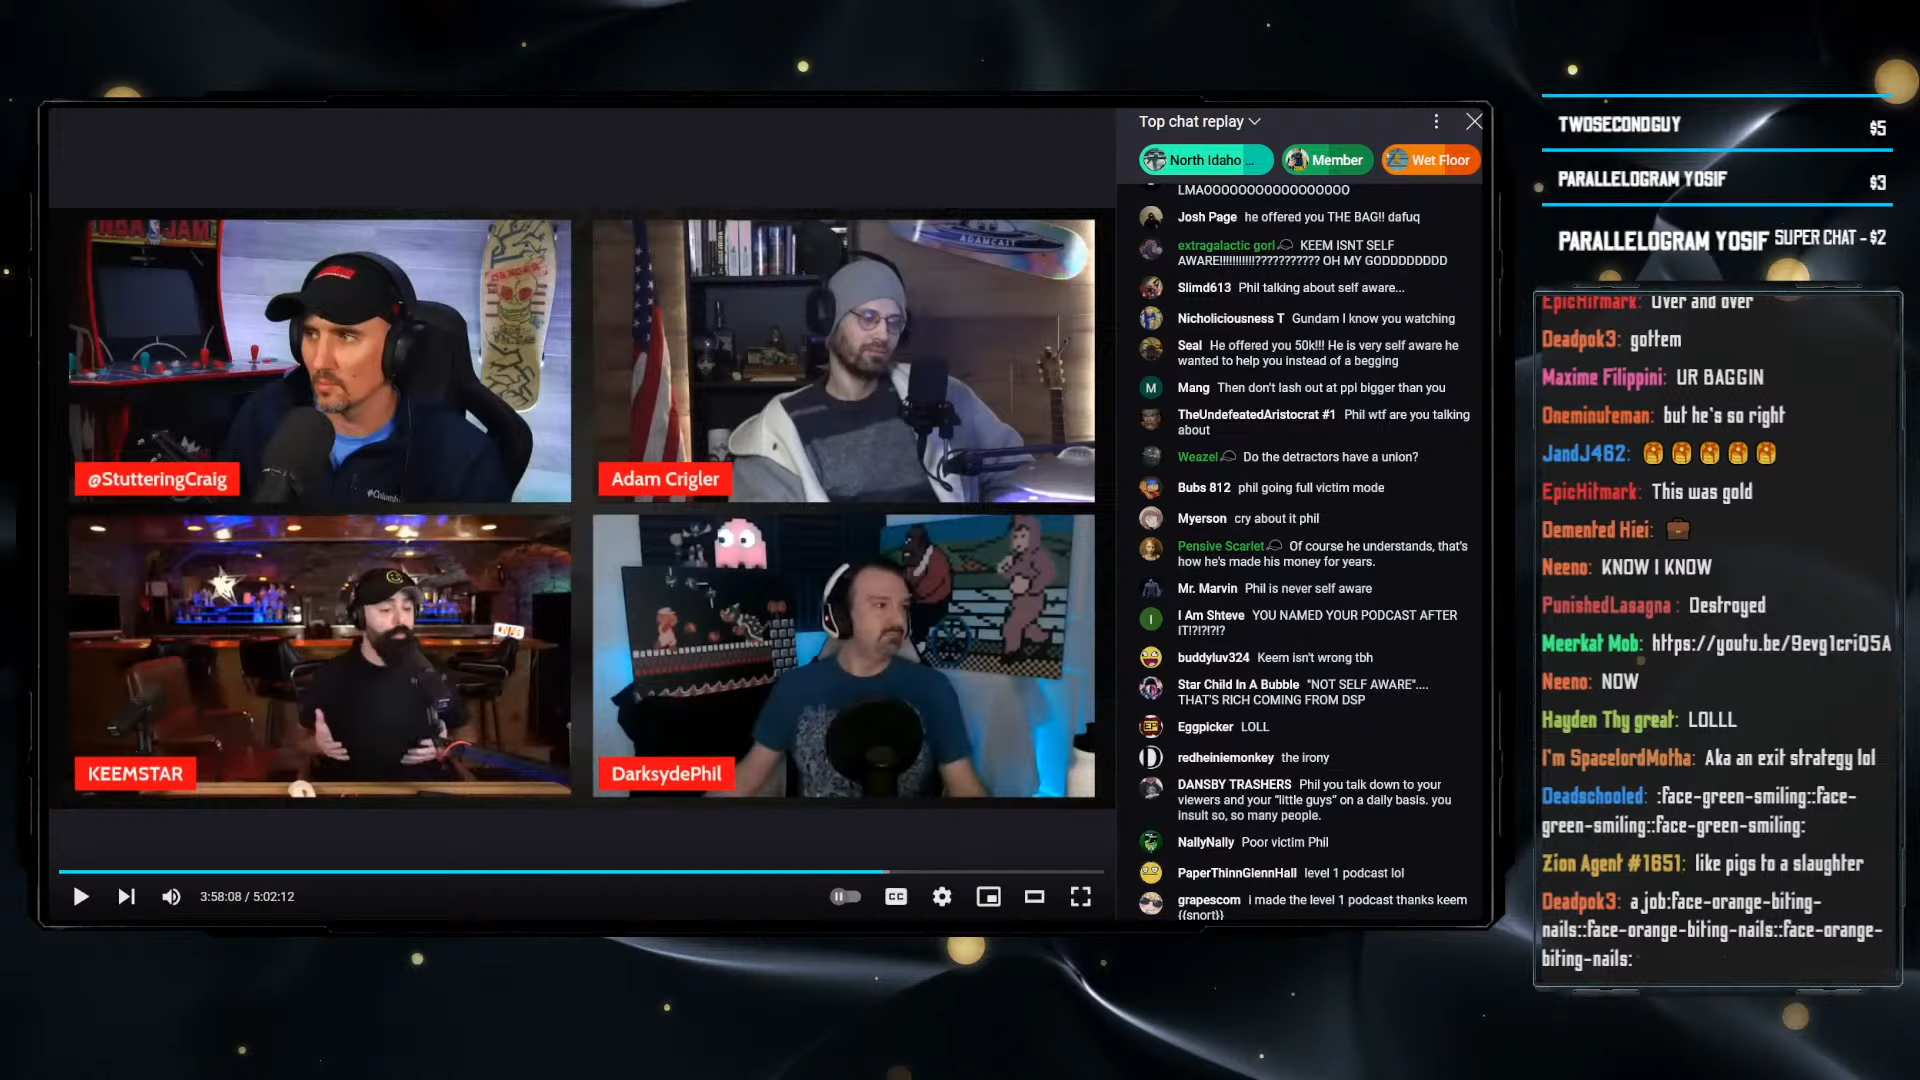 NBA JAM
DANGER
Columbia
@StutteringCraig
ADAMCAST
Adam Crigler
KEEMSTAR
DarksydePhil
3:58:08 / 5:02:12
CC
Top chat replay
North Idaho ...
Member
Wet Floor
LMAOOOOOOOOOOOOOOOO
Josh Page he offered you THE BAG!! dafuq
extragalactic gorl KEEM ISNT SELF
AWARE!!!!!!!!!!!??????????? OH MY GODDDDDDDD
Slimd613 Phil talking about self aware...
Nicholiciousness T Gundam I know you watching
Seal He offered you 50k!!! He is very self aware he
wanted to help you instead of a begging
M Mang Then don't lash out at ppl bigger than you
TheUndefeatedAristocrat #1 Phil wtf are you talking
about
Weazel Do the detractors have a union?
Bubs 812 phil going full victim mode
Myerson cry about it phil
Pensive Scarlet Of course he understands, that's
how he's made his money for years.
Mr. Marvin Phil is never self aware
I I Am Shteve YOU NAMED YOUR PODCAST AFTER
IT!?!?!?!?
buddyluv324 Keem isn't wrong tbh
Star Child In A Bubble "NOT SELF AWARE"....
THAT'S RICH COMING FROM DSP
Eggpicker LOLL
redheiniemonkey the irony
DANSBY TRASHERS Phil you talk down to your
viewers and your "little guys" on a daily basis. you
insult so, so many people.
NallyNally Poor victim Phil
PaperThinnGlennHall level 1 podcast lol
grapescom I made the level 1 podcast thanks keem
{{snort}}
TWOSECONDGUY $5
PARALLELOGRAM YOSIF $3
PARALLELOGRAM YOSIF SUPER CHAT - $2
EpicHitmark: Over and over
Deadpok3: gottem
Maxime Filippini: UR BAGGIN
Oneminuteman: but he's so right
JandJ462:
EpicHitmark: This was gold
Demented Hiei:
Neeno: KNOW I KNOW
PunishedLasagna : Destroyed
Meerkat Mob: https://youtu.be/9evg1criQ5A
Neeno: NOW
Hayden Thy great: LOLLL
I'm SpacelordMotha: Aka an exit strategy lol
Deadschooled: :face-green-smiling::face-
green-smiling::face-green-smiling:
Zion Agent #1651: like pigs to a slaughter
Deadpok3: a job:face-orange-biting-
nails::face-orange-biting-nails::face-orange-
biting-nails: